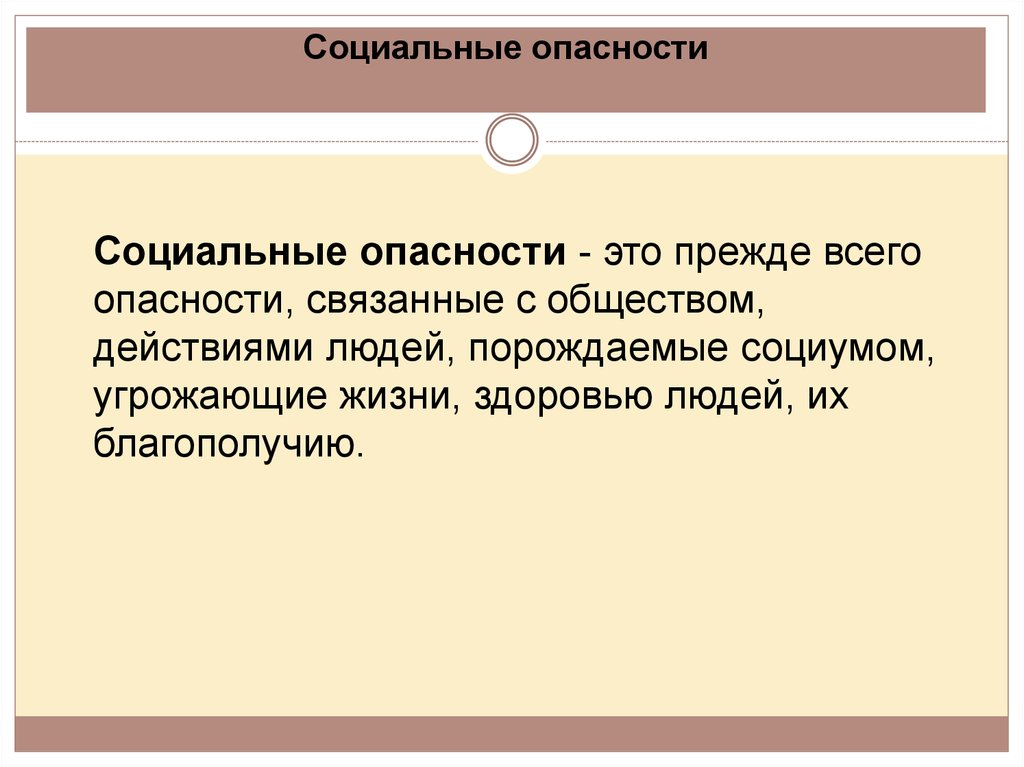 Социальные опасности
Социальные опасности - это прежде всего
опасности, связанные с обществом,
действиями людей, порождаемые социумом,
угрожающие жизни, здоровью людей, их
благополучию.